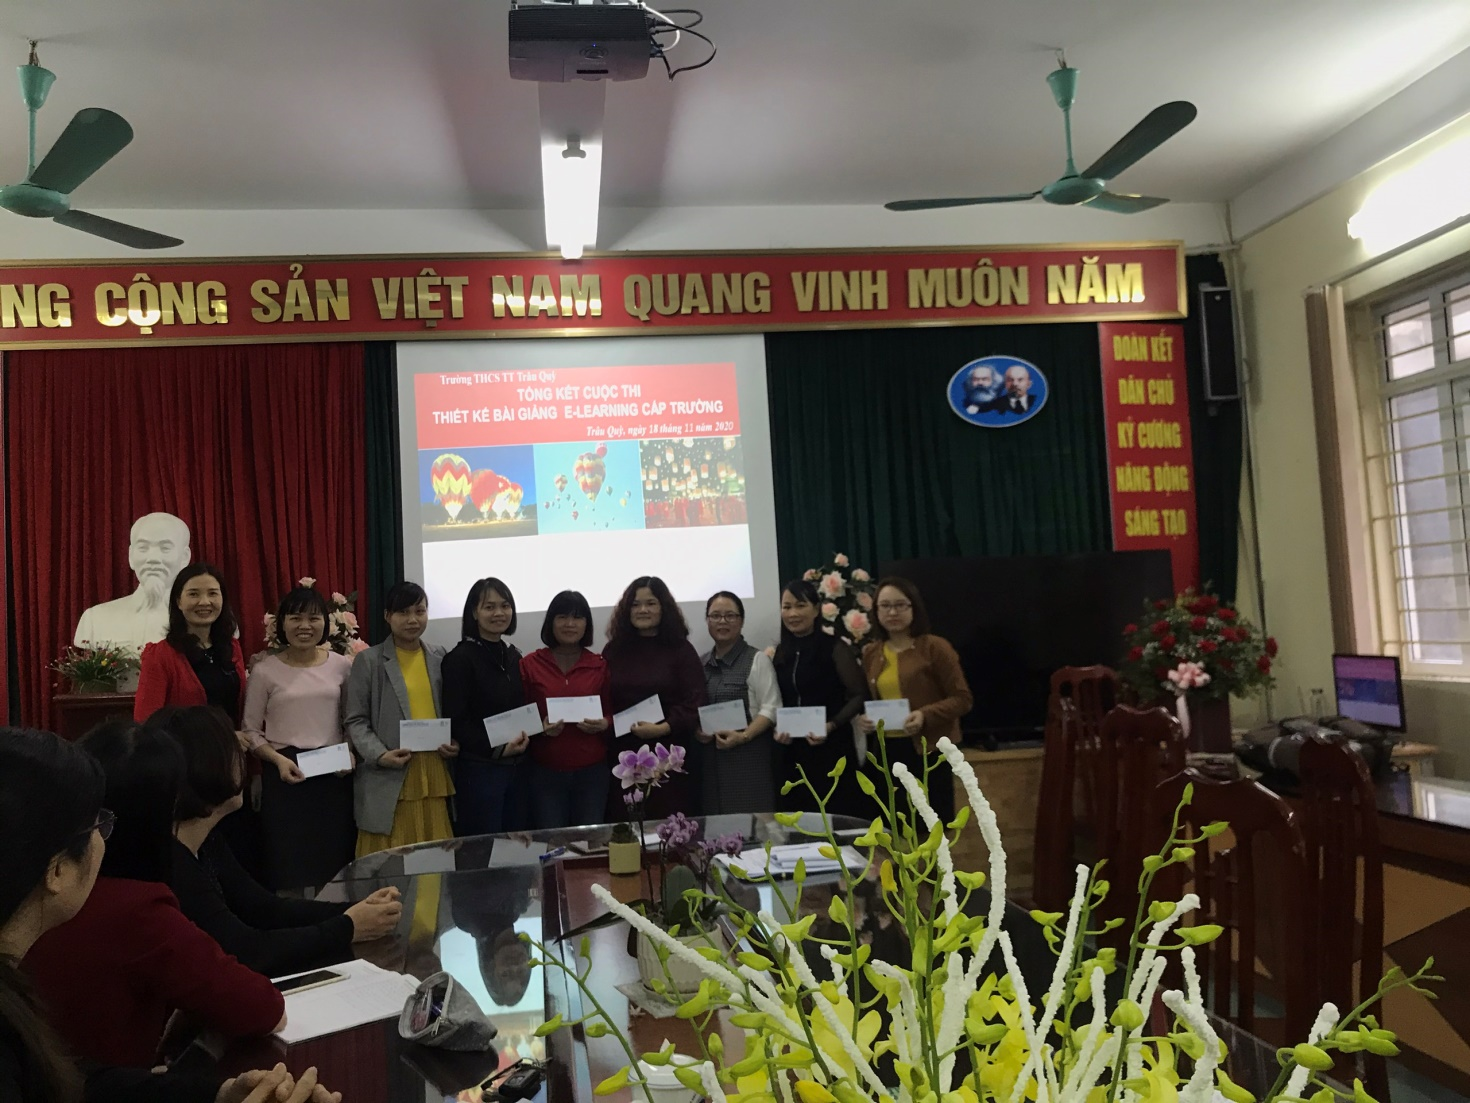 NG CỘNG SẢN VIỆT NAM QUANG VINH MUÔN NĂM
Trường THCS TT Trâu Quỳ
TỔNG KẾT CUỘC THI
THIẾT KẾ BÀI GIẢNG E-LEARNING CẤP TRƯỜNG
Trâu Quỳ, ngày 18 tháng 11 năm 2020
ĐOÀN KẾT
DÂN CHỦ
KỶ CƯƠNG
NĂNG ĐỘNG
SÁNG TẠO